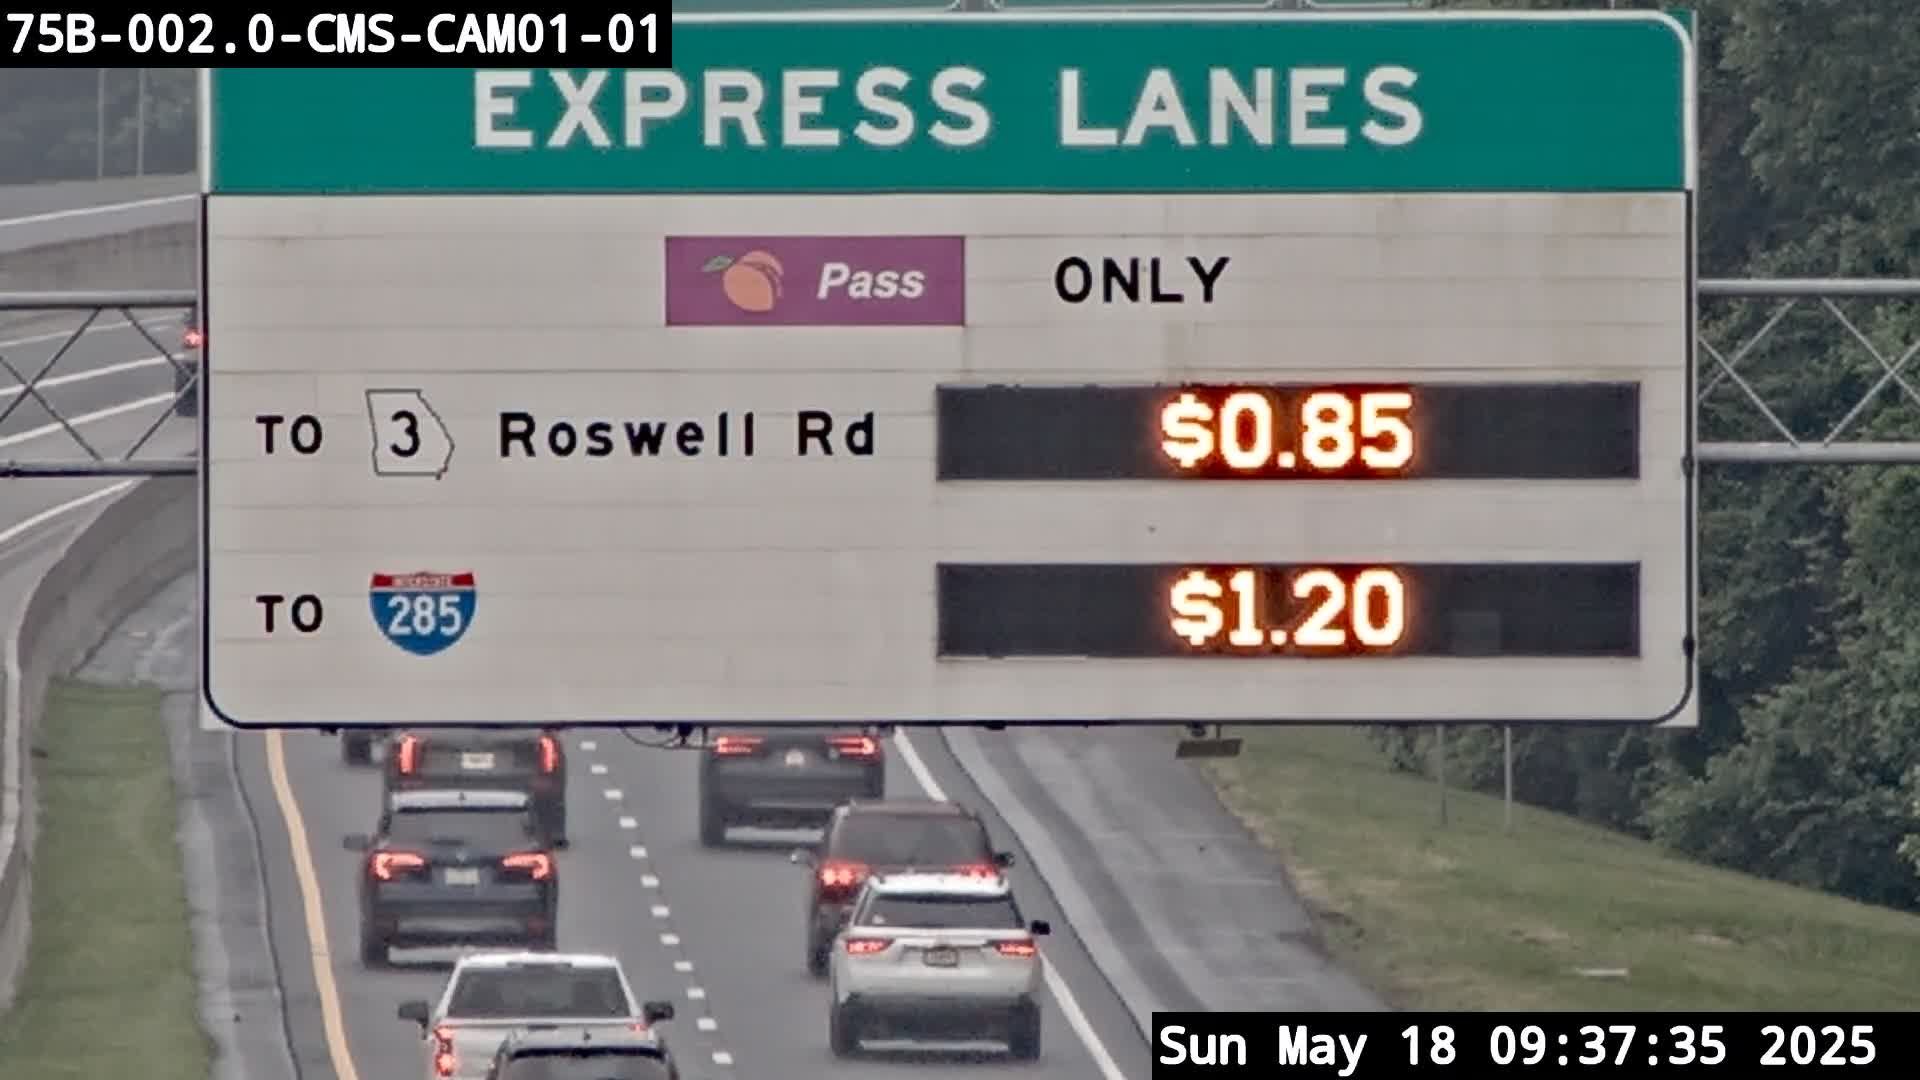 75B-002.0-CMS-CAM01-01
EXPRESS LANES
Pass ONLY
TO 3 Roswell Rd $0.85
INTERSTATE
TO 285 $1.20
Sun May 18 09:37:35 2025